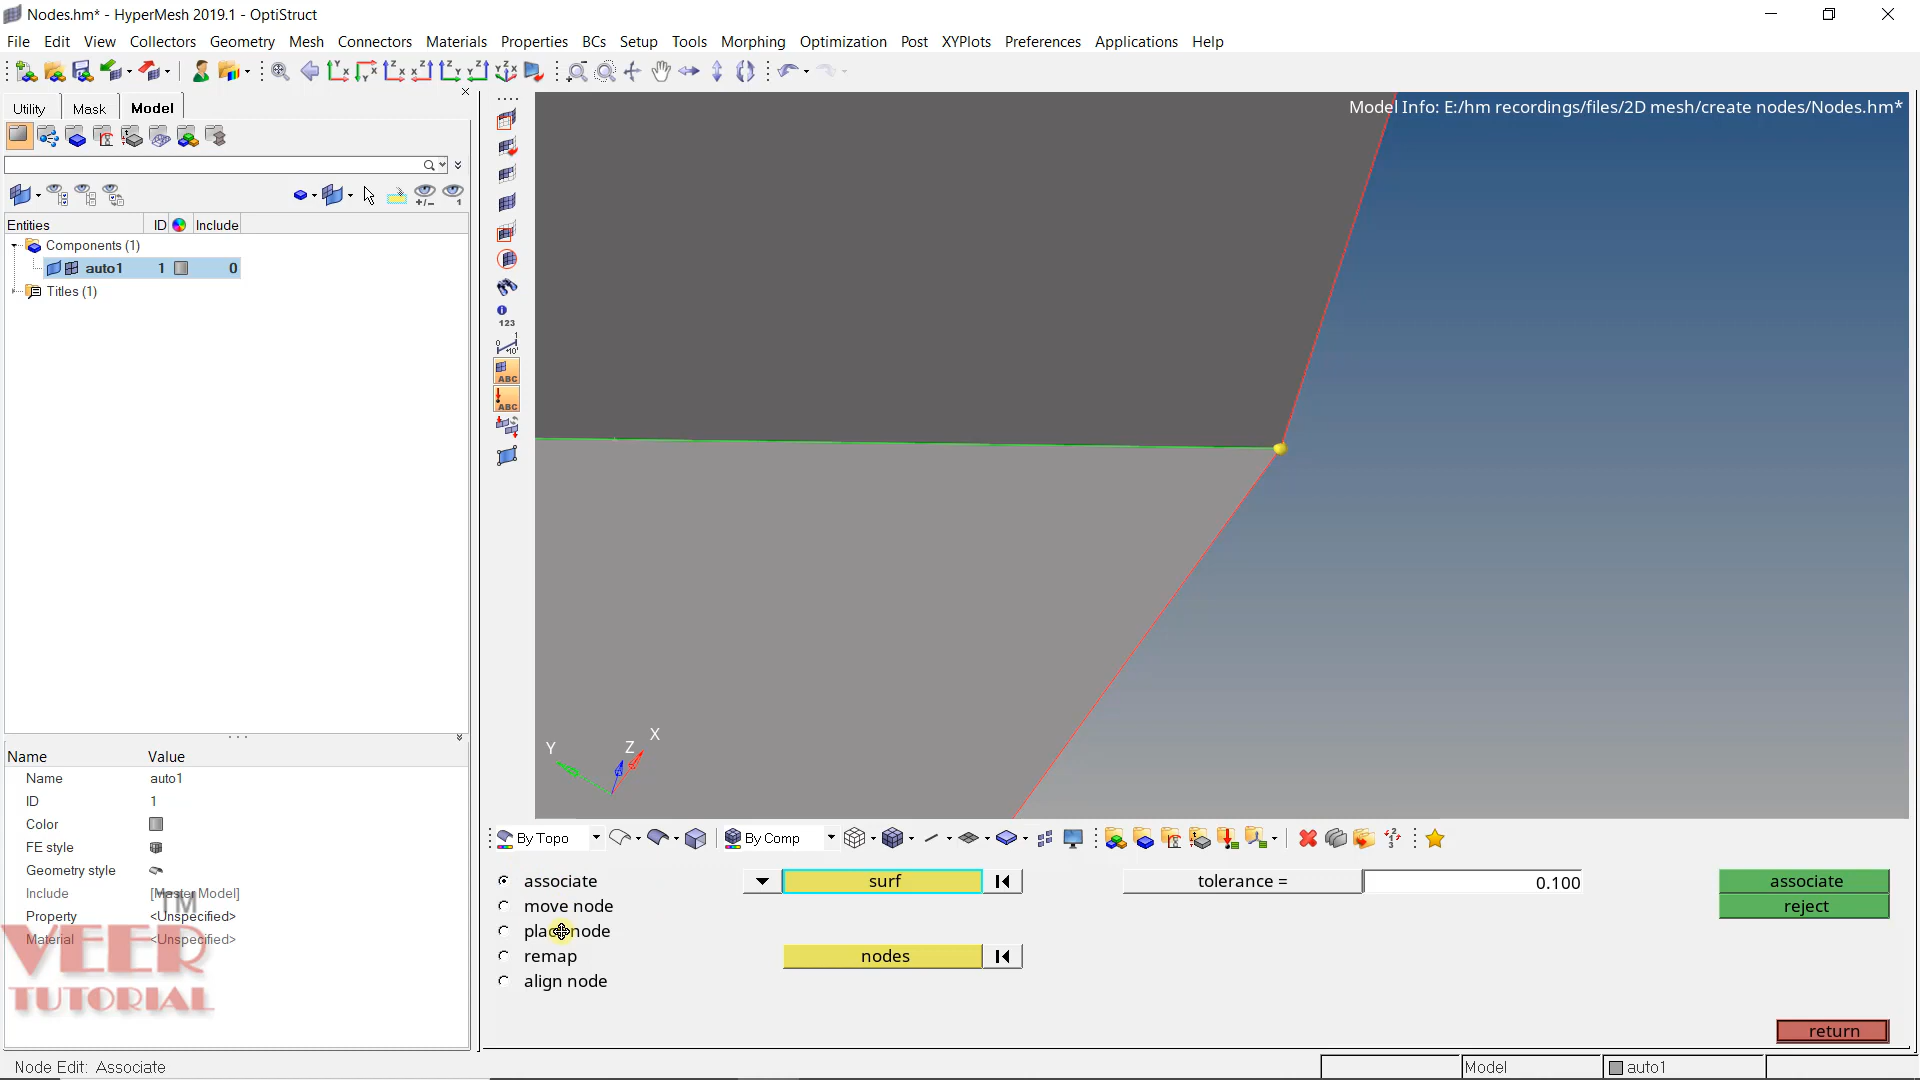 Nodes.hm* - HyperMesh 2019.1 - OptiStruct
File Edit View Collectors Geometry Mesh Connectors Materials Properties BCs Setup Tools Morphing Optimization Post XYPlots Preferences Applications Help
Utility Mask Model
Model Info: E:/hm recordings/files/2D mesh/create nodes/Nodes.hm*
Entities ID Include
Components (1)
auto1 1 0
Titles (1)
123
ABC
ABC
X
Y
Z
Name Value
Name auto1
ID 1
Color
FE style
Geometry style
Include [Master Model]
Property <Unspecified>
Material <Unspecified>
TM
VEER
TUTORIAL
By Topo By Comp
associate surf tolerance = 0.100 associate
move node reject
place node
remap nodes
align node
return
Node Edit: Associate Model auto1